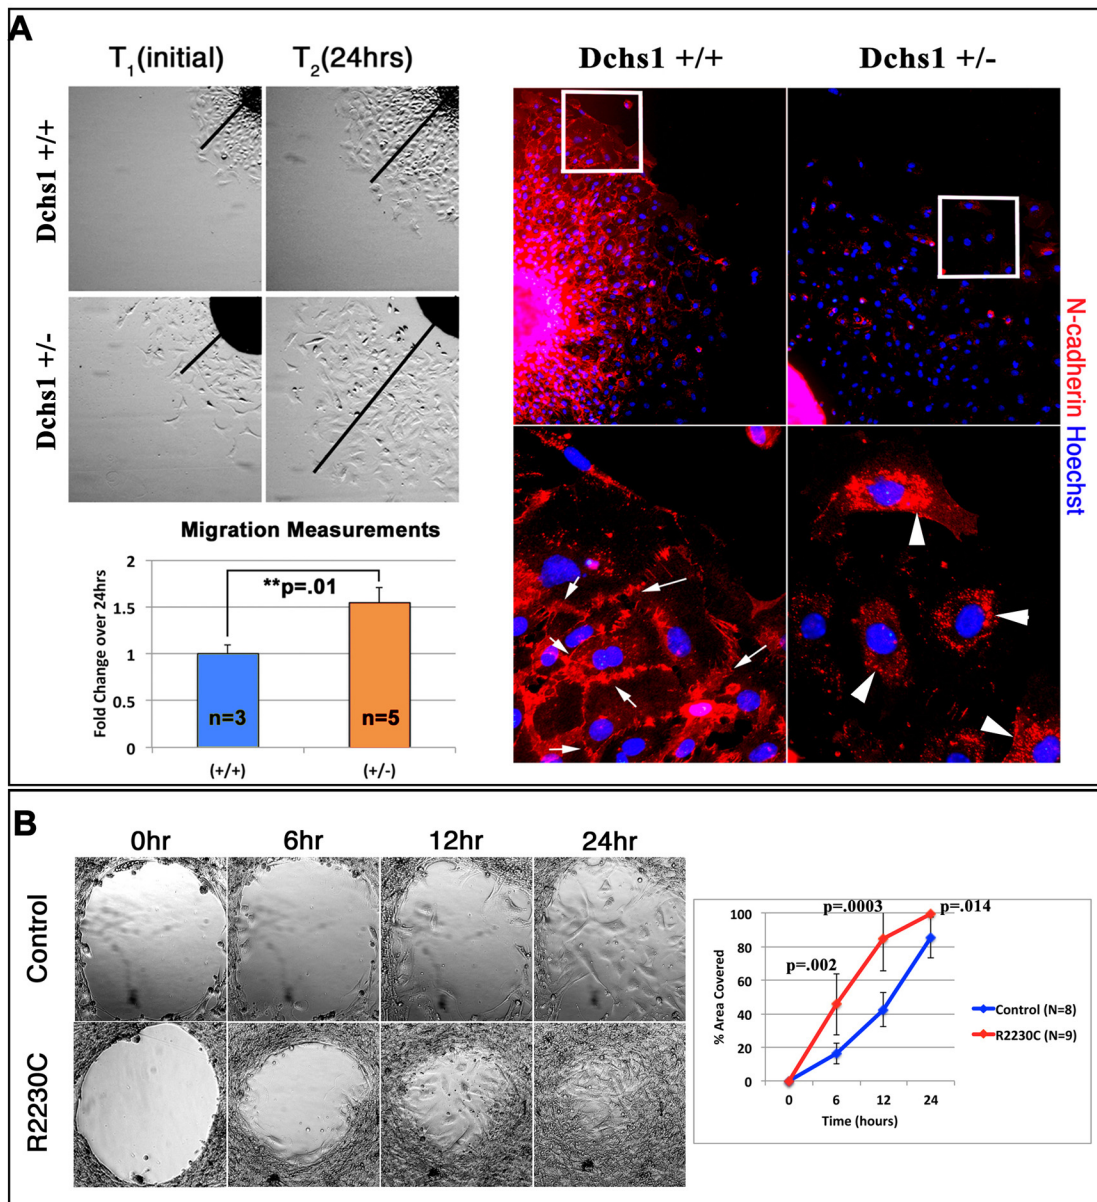 A
T1(initial)
T2(24hrs)
Dchs1 +/+
Dchs1 +/-
Dchs1 +/+
Dchs1 +/-
N-cadherin Hoechst
Migration Measurements
Fold Change over 24hrs
2
1.5
1
0.5
0
**p=.01
n=3
n=5
(+/+)
(+/-)
B
0hr
6hr
12hr
24hr
Control
R2230C
% Area Covered
100
80
60
40
20
0
p=.002
p=.0003
p=.014
0
6
12
24
Time (hours)
Control (N=8)
R2230C (N=9)